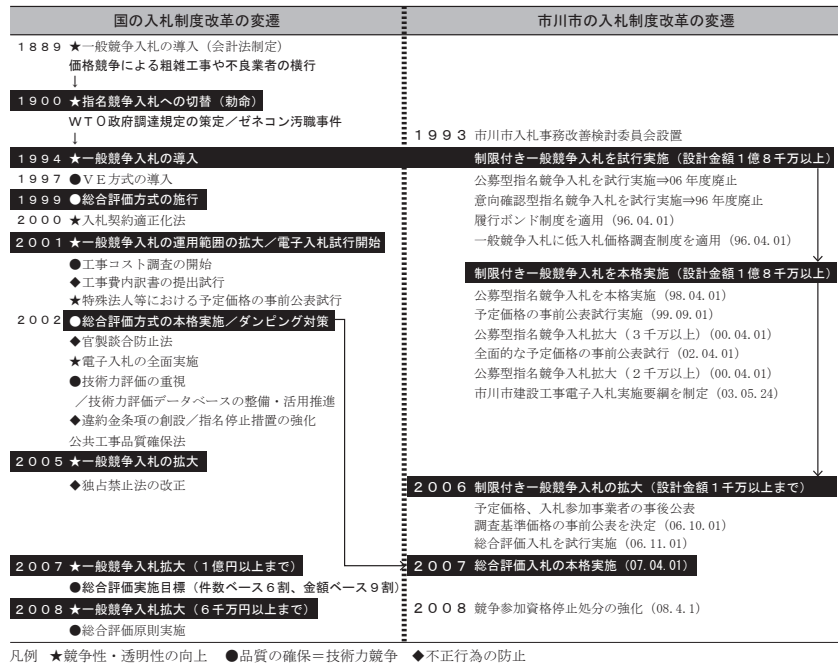 国の入札制度改革の変遷
1889 ★一般競争入札の導入（会計法制定）
価格競争による粗雑工事や不良業者の横行
↓
1900 ★指名競争入札への切替（勅命）
WTO政府調達規定の策定／ゼネコン汚職事件
↓
1994 ★一般競争入札の導入
1997 ●VE方式の導入
1999 ●総合評価方式の施行
2000 ★入札契約適正化法
2001 ★一般競争入札の運用範囲の拡大／電子入札試行開始
●工事コスト調査の開始
◆工事費内訳書の提出試行
★特殊法人等における予定価格の事前公表試行
2002 ●総合評価方式の本格実施／ダンピング対策
◆官製談合防止法
★電子入札の全面実施
●技術力評価の重視
／技術力評価データベースの整備・活用推進
◆違約金条項の創設／指名停止措置の強化
公共工事品質確保法
2005 ★一般競争入札の拡大
◆独占禁止法の改正
2007 ★一般競争入札拡大（1億円以上まで）
●総合評価実施目標（件数ベース6割、金額ベース9割）
2008 ★一般競争入札拡大（6千万円以上まで）
●総合評価原則実施
市川市の入札制度改革の変遷
1993 市川市入札事務改善検討委員会設置
制限付き一般競争入札を試行実施（設計金額1億8千万以上）
公募型指名競争入札を試行実施⇒06年度廃止
意向確認型指名競争入札を試行実施⇒96年度廃止
履行ボンド制度を適用（96.04.01）
一般競争入札に低入札価格調査制度を適用（96.04.01）
制限付き一般競争入札を本格実施（設計金額1億8千万以上）
公募型指名競争入札を本格実施（98.04.01）
予定価格の事前公表試行実施（99.09.01）
公募型指名競争入札拡大（3千万以上）（00.04.01）
全面的な予定価格の事前公表試行（02.04.01）
公募型指名競争入札拡大（2千万以上）（00.04.01）
市川市建設工事電子入札実施要綱を制定（03.05.24）
2006 制限付き一般競争入札の拡大（設計金額1千万以上まで）
予定価格、入札参加事業者の事後公表
調査基準価格の事前公表を決定（06.10.01）
総合評価入札を試行実施（06.11.01）
2007 総合評価入札の本格実施（07.04.01）
2008 競争参加資格停止処分の強化（08.4.1）
凡例 ★競争性・透明性の向上 ●品質の確保＝技術力競争 ◆不正行為の防止